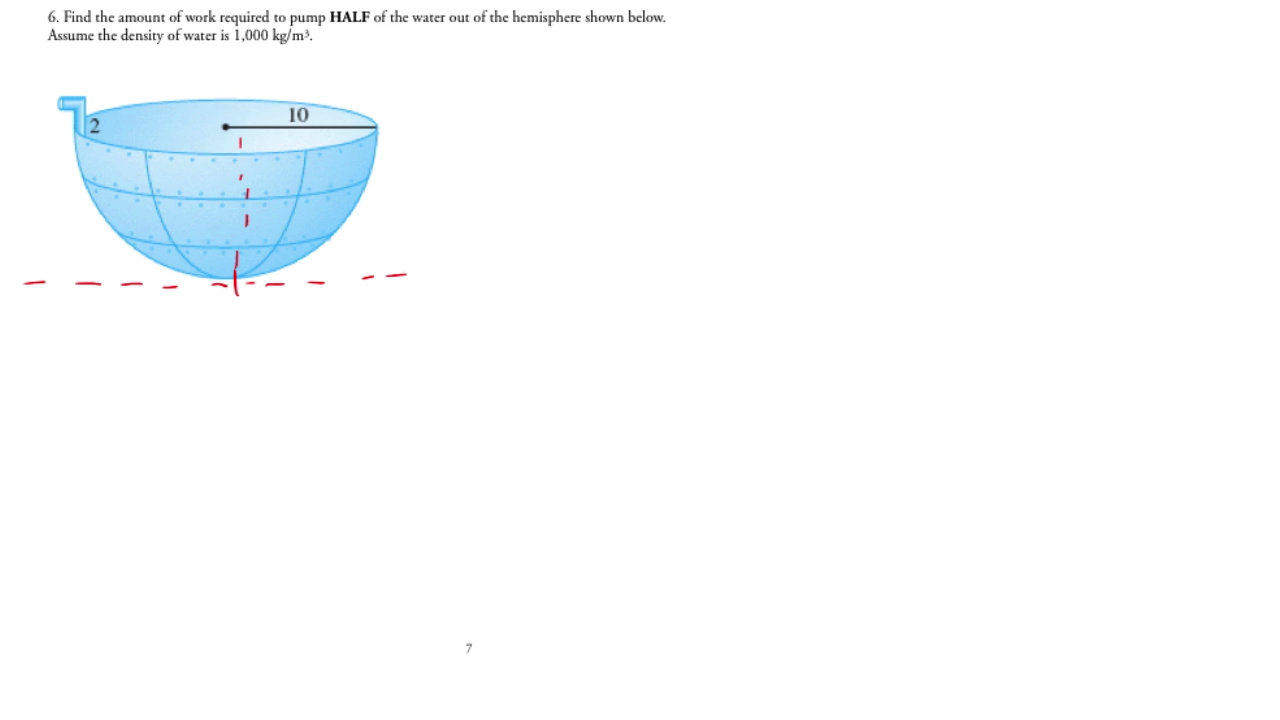 6. Find the amount of work required to pump HALF of the water out of the hemisphere shown below.
Assume the density of water is 1,000 kg/m³.
10
2
7